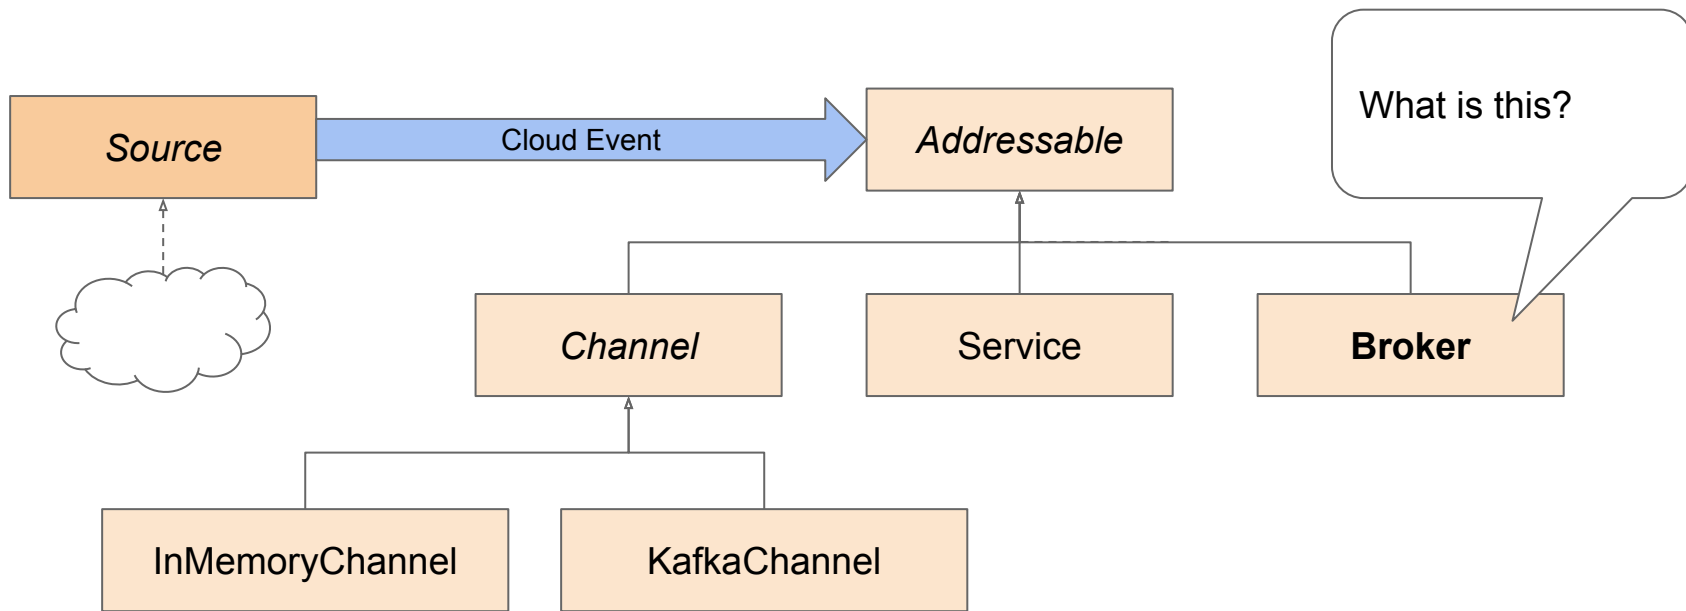 What is this?
Source
Cloud Event
Addressable
Channel
Service
Broker
InMemoryChannel
KafkaChannel